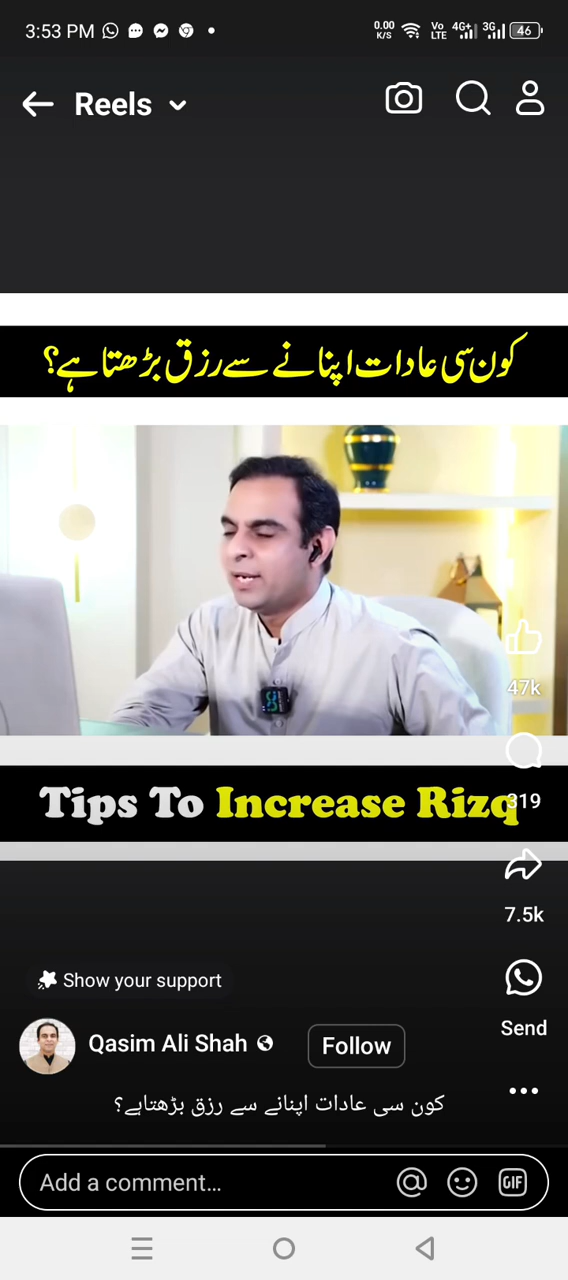 3:53 PM
0.00 K/S
Vo LTE
4G+
3G
46
Reels
کون سی عادات اپنانے سے رزق بڑھتا ہے؟
47k
Tips To Increase Rizq
319
7.5k
Show your support
Send
Qasim Ali Shah
Follow
کون سی عادات اپنانے سے رزق بڑھتاہے؟
Add a comment...
GIF